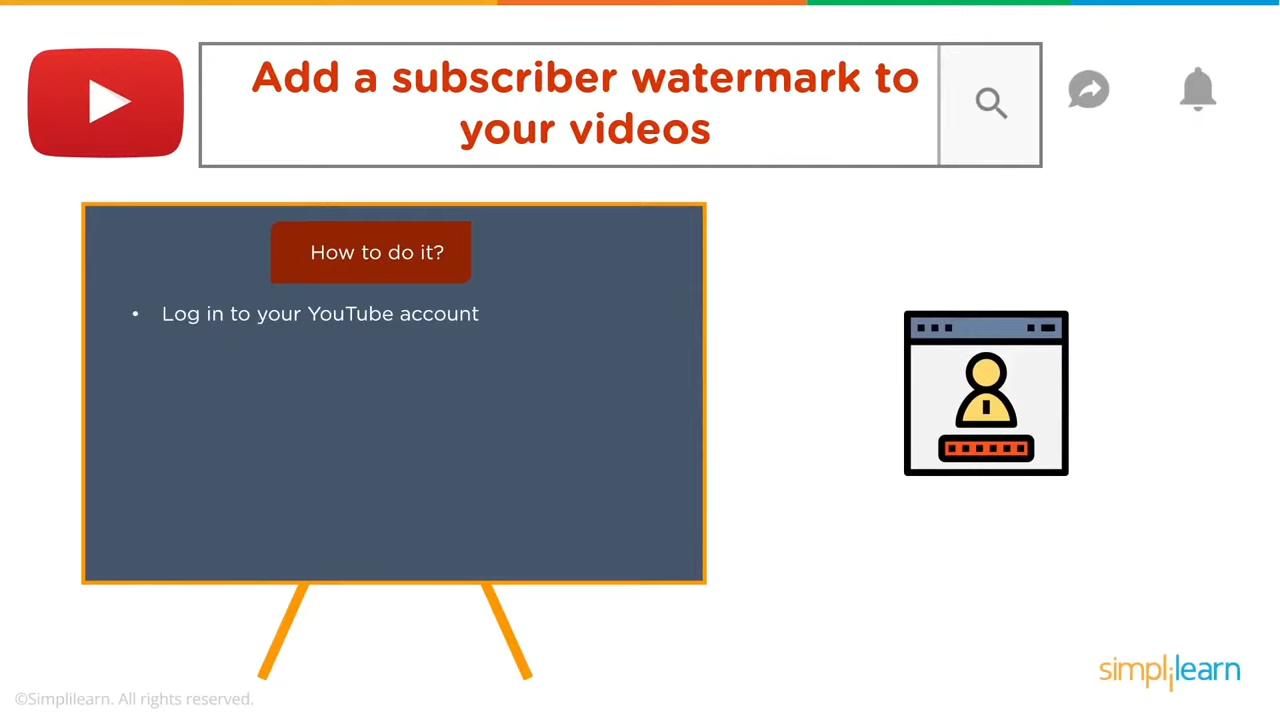 Add a subscriber watermark to
your videos
How to do it?
• Log in to your YouTube account
simplilearn
©Simplilearn. All rights reserved.